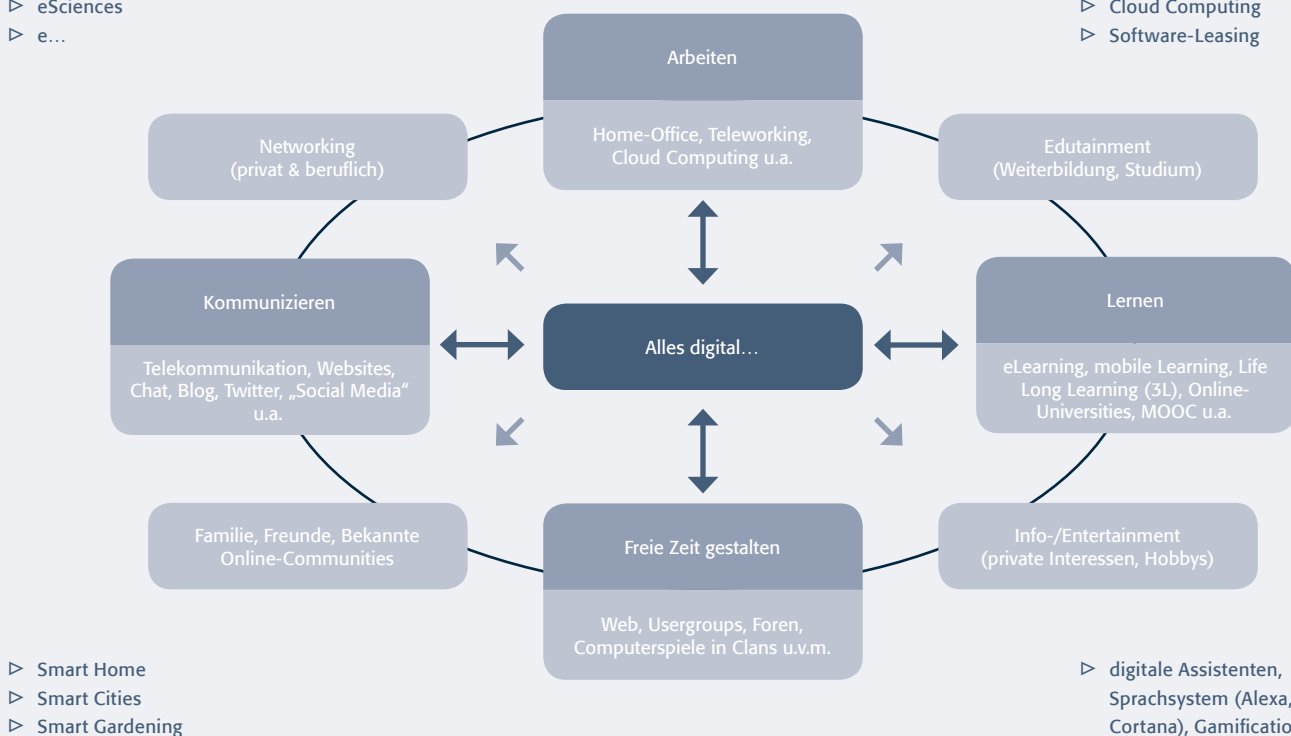 ▷ eSciences
▷ e…
▷ Cloud Computing
▷ Software-Leasing
Arbeiten
Home-Office, Teleworking,
Cloud Computing u.a.
Networking
(privat & beruflich)
Edutainment
(Weiterbildung, Studium)
Kommunizieren
Telekommunikation, Websites,
Chat, Blog, Twitter, „Social Media“
u.a.
Alles digital…
Lernen
eLearning, mobile Learning, Life
Long Learning (3L), Online-
Universities, MOOC u.a.
Familie, Freunde, Bekannte
Online-Communities
Freie Zeit gestalten
Web, Usergroups, Foren,
Computerspiele in Clans u.v.m.
Info-/Entertainment
(private Interessen, Hobbys)
▷ Smart Home
▷ Smart Cities
▷ Smart Gardening
▷ digitale Assistenten,
Sprachsystem (Alexa,
Cortana),